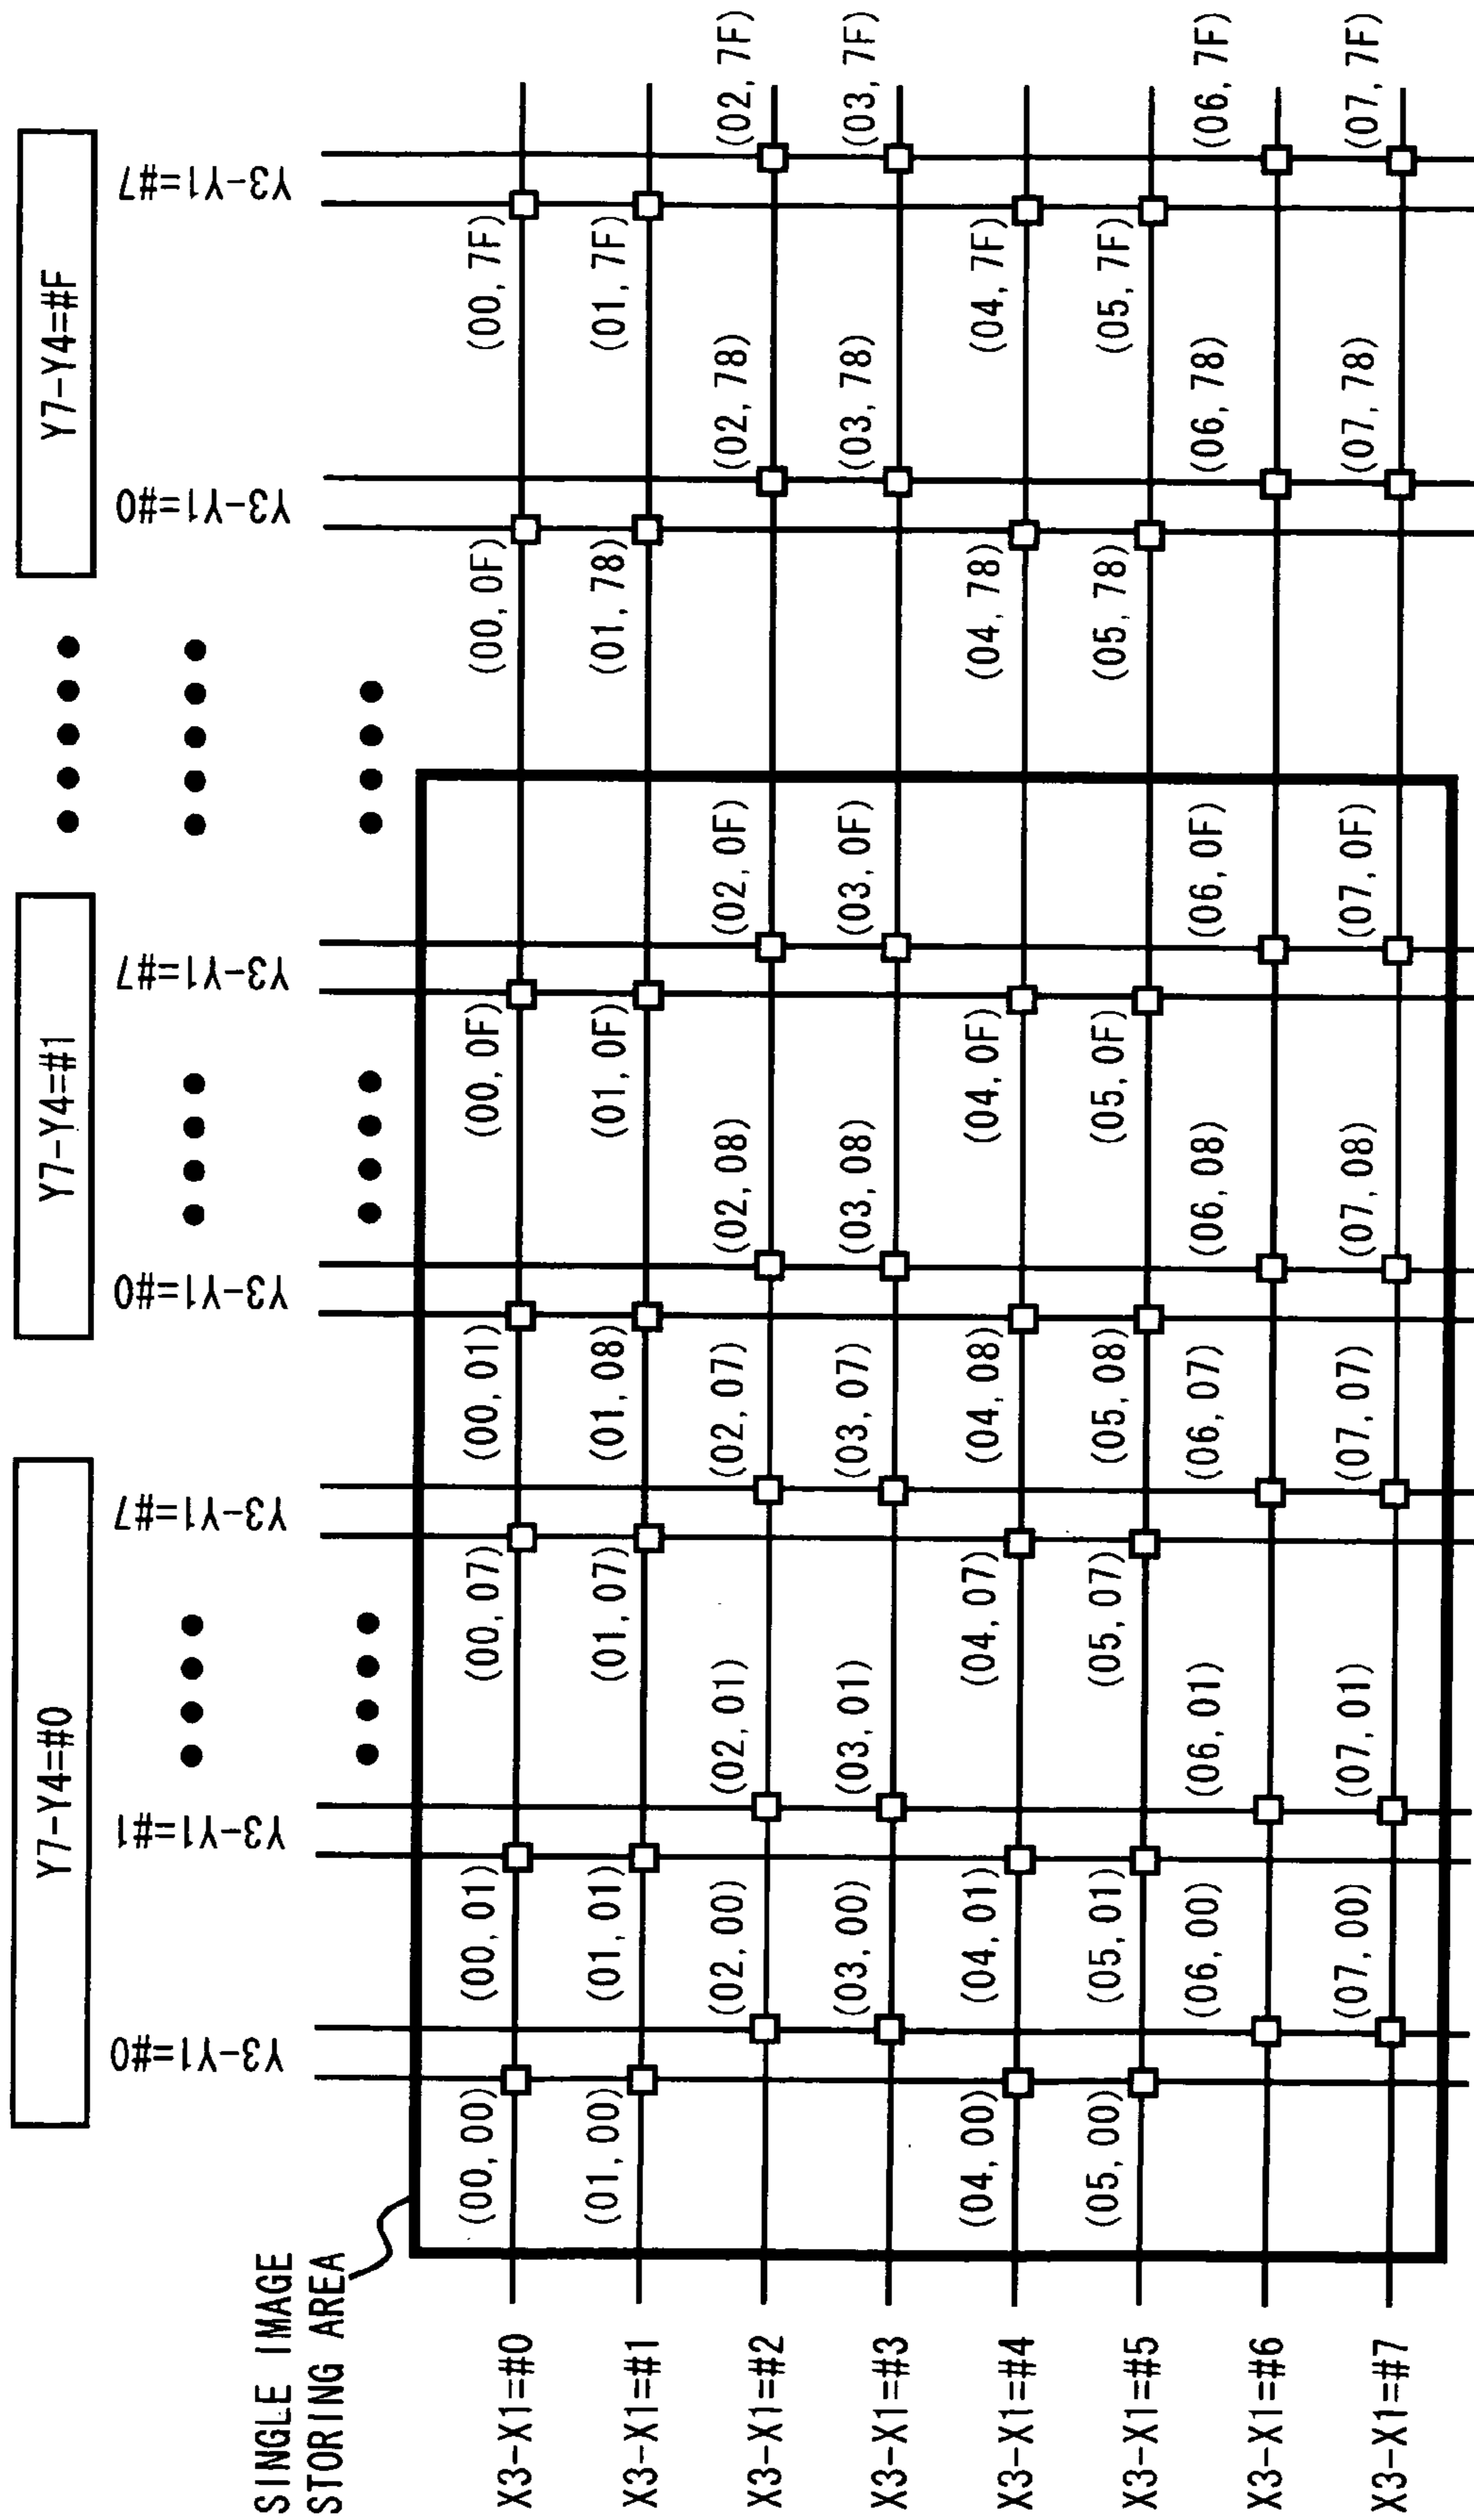 Y7-Y4=#0 Y7-Y4=#1 Y7-Y4=#F
Y3-Y1=#0 Y3-Y1=#1 Y3-Y1=#7 Y3-Y1=#0 Y3-Y1=#7 Y3-Y1=#0 Y3-Y1=#7
SINGLE IMAGE
STORING AREA
X3-X1=#0 (00,00) (00,01) (00,07) (00,01) (00,0F) (00,0F) (00,7F)
X3-X1=#1 (01,00) (01,01) (01,07) (01,08) (01,0F) (01,78) (01,7F)
X3-X1=#2 (02,00) (02,01) (02,07) (02,08) (02,0F) (02,78) (02,7F)
X3-X1=#3 (03,00) (03,01) (03,07) (03,08) (03,0F) (03,78) (03,7F)
X3-X1=#4 (04,00) (04,01) (04,07) (04,08) (04,0F) (04,78) (04,7F)
X3-X1=#5 (05,00) (05,01) (05,07) (05,08) (05,0F) (05,78) (05,7F)
X3-X1=#6 (06,00) (06,01) (06,07) (06,08) (06,0F) (06,78) (06,7F)
X3-X1=#7 (07,00) (07,01) (07,07) (07,08) (07,0F) (07,78) (07,7F)